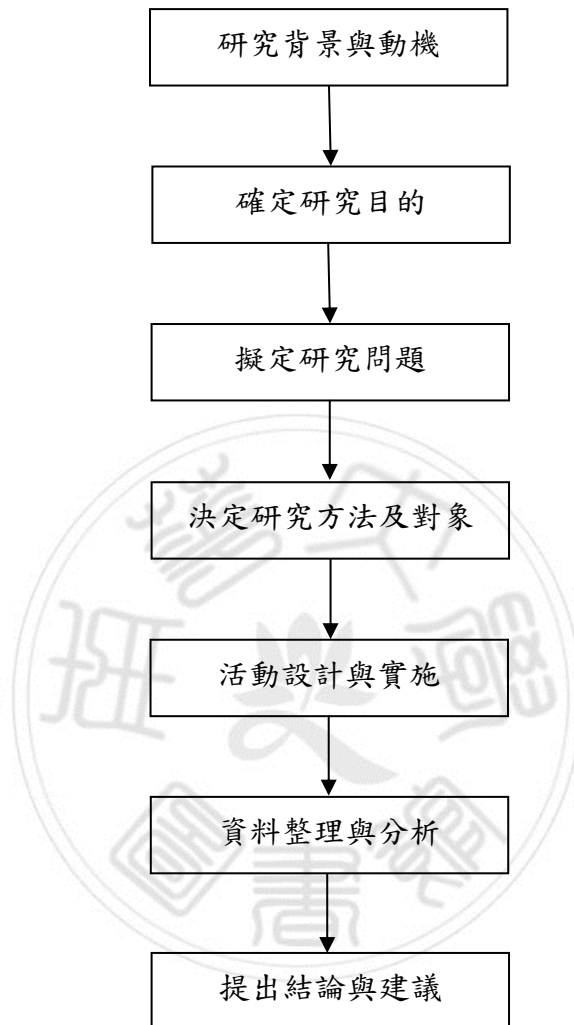 研究背景與動機
確定研究目的
擬定研究問題
決定研究方法及對象
活動設計與實施
資料整理與分析
提出結論與建議